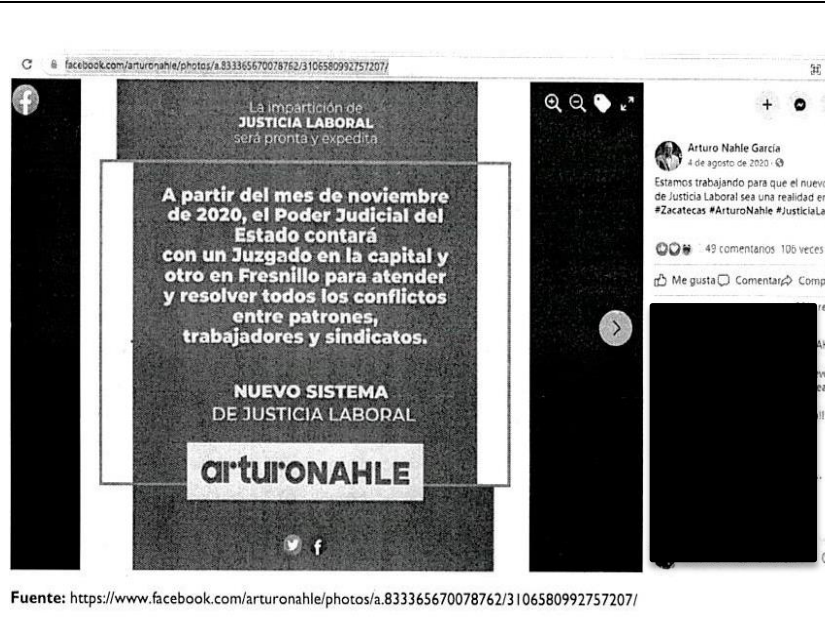 facebook.com/arturonahle/photos/a.833365670078762/3106580992757207/
La impartición de
JUSTICIA LABORAL
será pronta y expedita
A partir del mes de noviembre
de 2020, el Poder Judicial del
Estado contará
con un Juzgado en la capital y
otro en Fresnillo para atender
y resolver todos los conflictos
entre patrones,
trabajadores y sindicatos.
NUEVO SISTEMA
DE JUSTICIA LABORAL
arturoNAHLE
Arturo Nahle García
4 de agosto de 2020
Estamos trabajando para que el nuevo
de Justicia Laboral sea una realidad en
#Zacatecas #ArturoNahle #JusticiaLa
49 comentarios 106 veces
Me gusta Comentar Comp
Fuente: https://www.facebook.com/arturonahle/photos/a.833365670078762/3106580992757207/